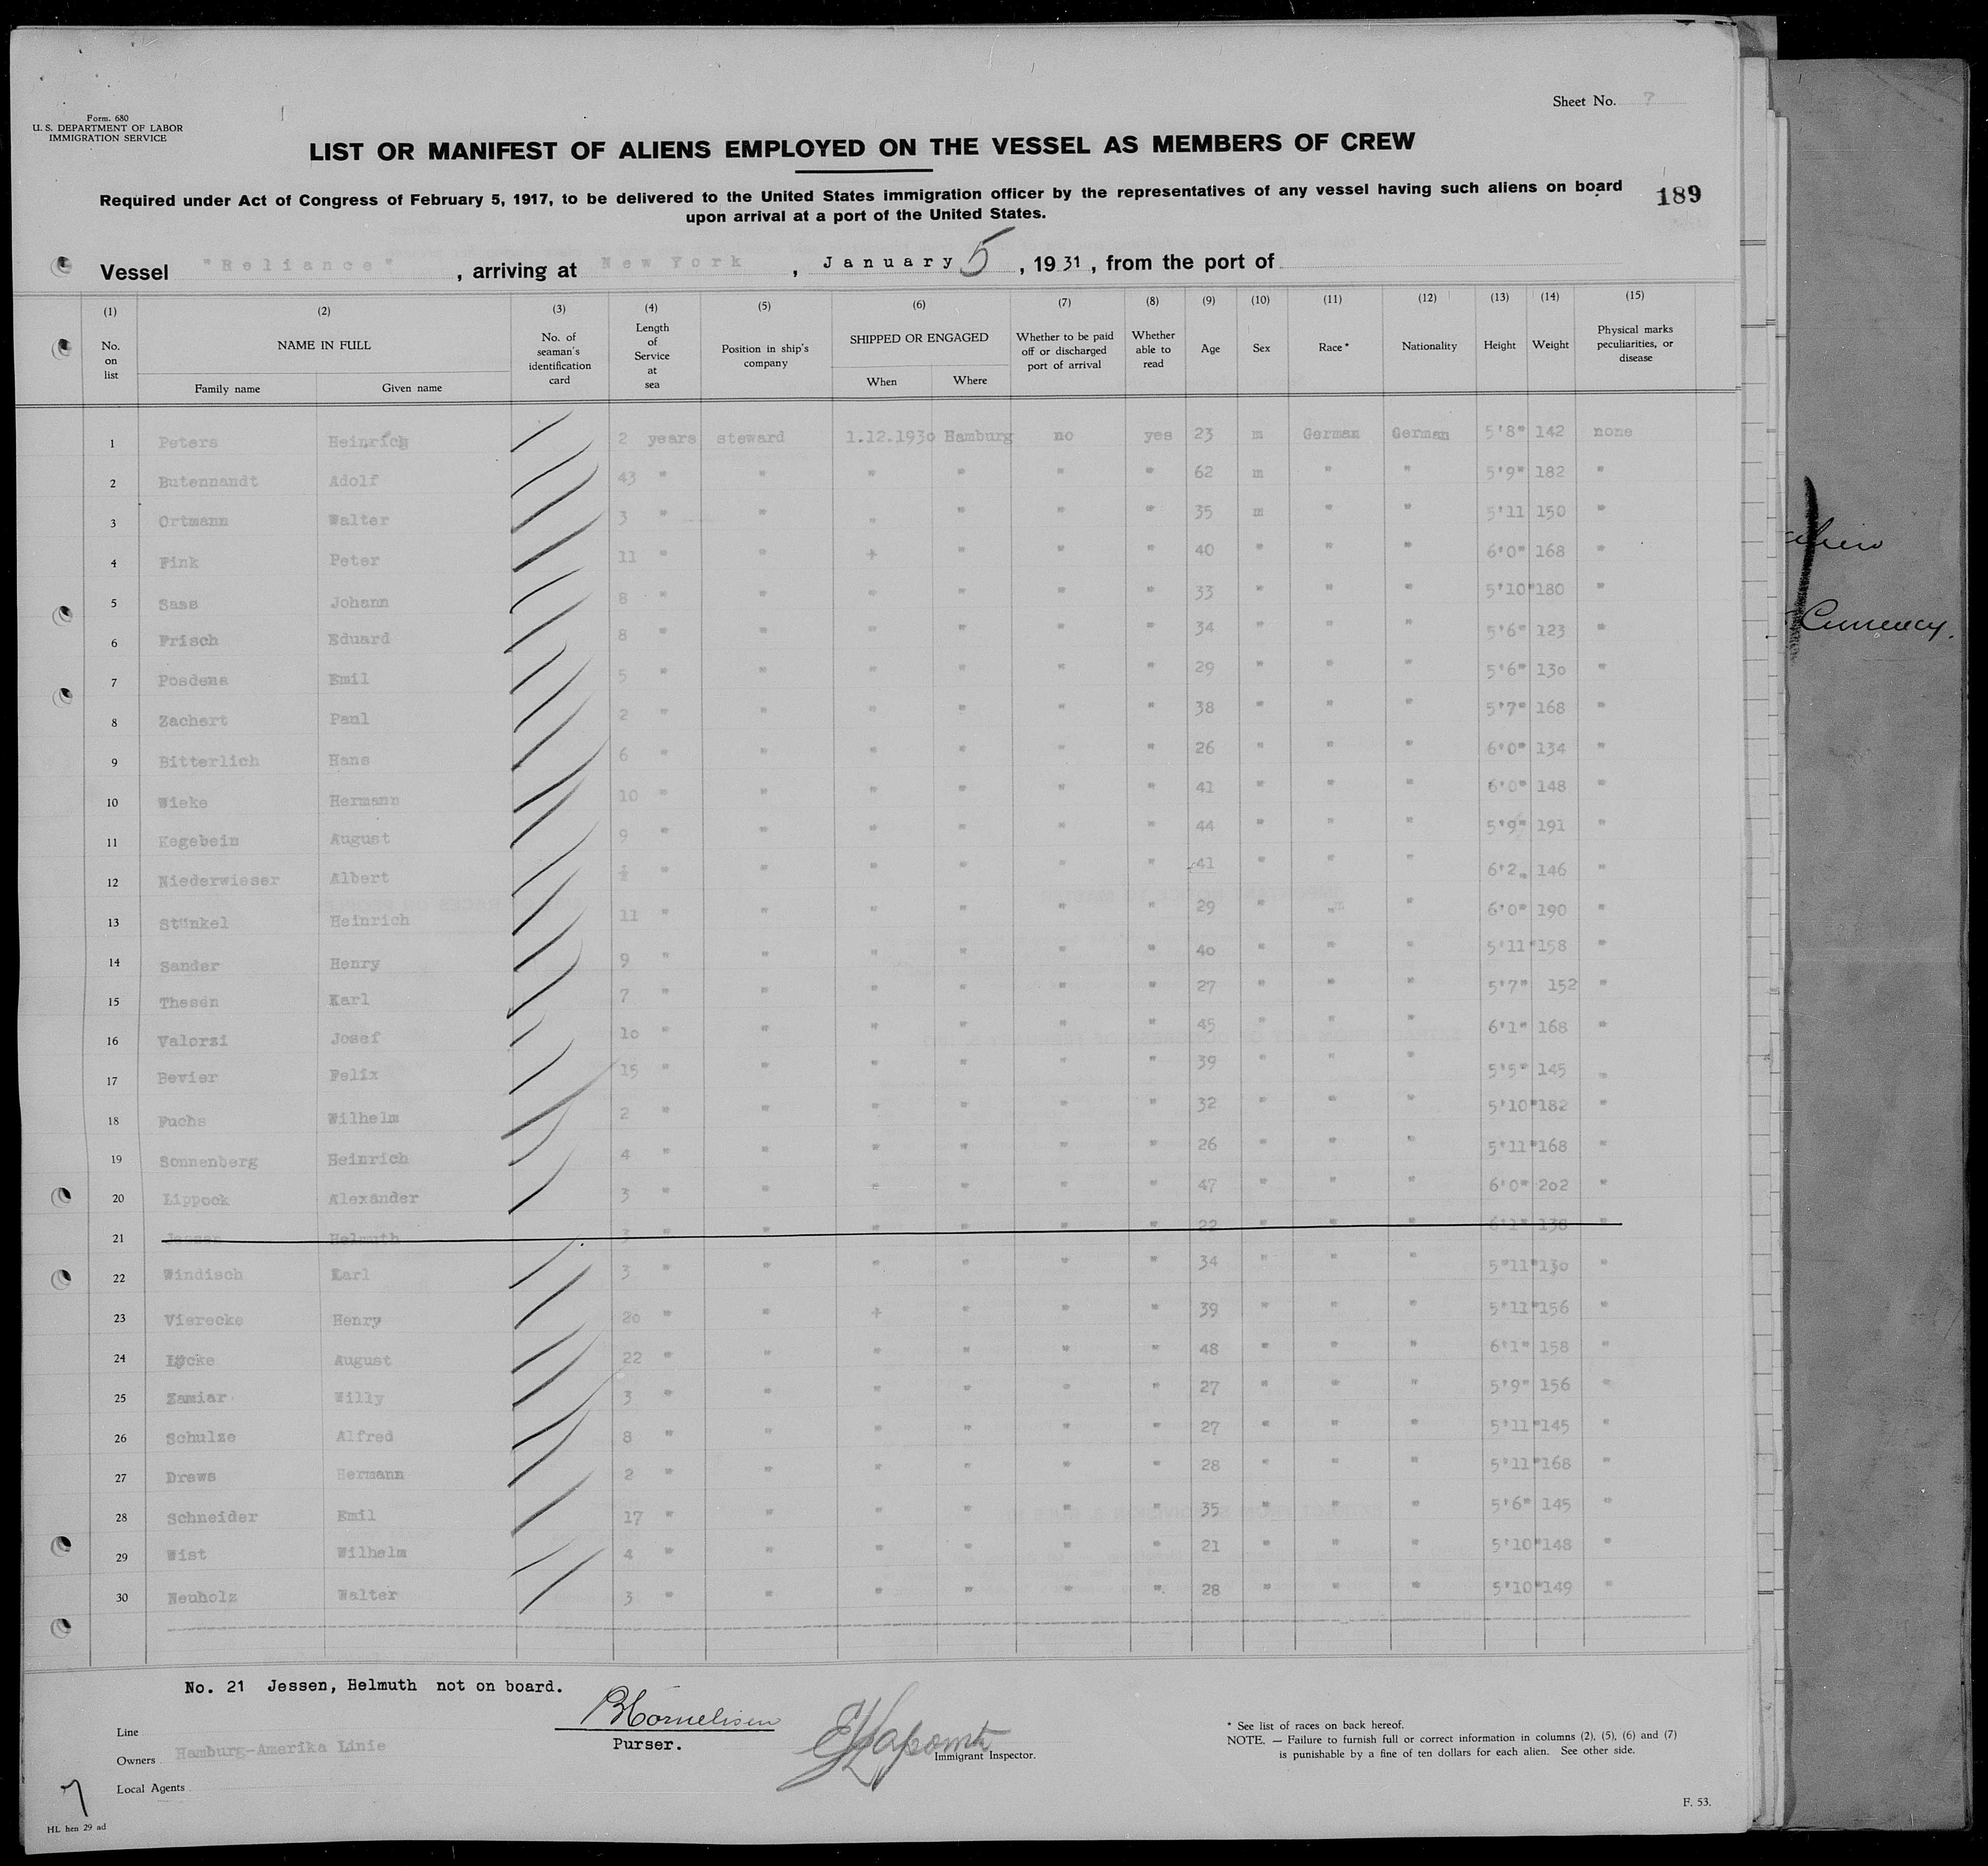 Sheet No. 7
Form. 680
U. S. DEPARTMENT OF LABOR
IMMIGRATION SERVICE
LIST OR MANIFEST OF ALIENS EMPLOYED ON THE VESSEL AS MEMBERS OF CREW
Required under Act of Congress of February 5, 1917, to be delivered to the United States immigration officer by the representatives of any vessel having such aliens on board
upon arrival at a port of the United States.
189
Vessel "Reliance", arriving at New York, January 5, 1931, from the port of
(1) (2) (3) (4) (5) (6) (7) (8) (9) (10) (11) (12) (13) (14) (15)
No. on list NAME IN FULL Family name Given name No. of seaman's identification card Length of Service at sea Position in ship's company SHIPPED OR ENGAGED When Where Whether to be paid off or discharged port of arrival Whether able to read Age Sex Race* Nationality Height Weight Physical marks peculiarities, or disease
1 Peters Heinrich 2 years steward 1.12.1930 Hamburg no yes 23 m German German 5'8" 142 none
2 Butennandt Adolf 43 " " " " " " 62 m " " 5'9" 182 "
3 Ortmann Walter 3 " " " " " " 35 m " " 5'11 150 "
4 Fink Peter 11 " " + " " " 40 " " " 6'0" 168 "
5 Sass Johann 8 " " " " " " 33 " " " 5'10" 180 "
6 Frisch Eduard 8 " " " " " " 34 " " " 5'6" 123 "
7 Posdena Emil 5 " " " " " " 29 " " " 5'6" 130 "
8 Zachert Paul 2 " " " " " " 38 " " " 5'7" 168 "
9 Bitterlich Hans 6 " " " " " " 26 " " " 6'0" 134 "
10 Wieke Hermann 10 " " " " " " 41 " " " 6'0" 148 "
11 Kegebein August 9 " " " " " " 44 " " " 5'9" 191 "
12 Niederwieser Albert " " " " " " 41 " " " 6'2" 146 "
13 Stünkel Heinrich 11 " " " " " " 29 " " " 6'0" 190 "
14 Sander Henry 9 " " " " " " 40 " " " 5'11" 158 "
15 Karl 7 " " " " " " 27 " " " 5'7" 152 "
16 Valorzi Josef 10 " " " " " " 45 " " " 6'1" 168 "
17 Bevier Felix 15 " " " " " " 39 " " " 5'5" 145 "
18 Fuchs Wilhelm 2 " " " " " " 32 " " " 5'10" 182 "
19 Sonnenberg Heinrich 4 " " " " " " 26 " " " 5'11" 168 "
20 Lippock Alexander 3 " " " " " " 47 " " " 6'0" 202 "
21 Jessen Helmuth 3 " " " " " " 22 " " " 6'1" 138 "
22 Windisch Karl 3 " " " " " " 34 " " " 5"11" 130 "
23 Vierecke Henry 20 " " + " " " 39 " " " 5'11" 156 "
24 Lycke August 22 " " " " " " 48 " " " 6'1" 158 "
25 Zamiar Willy 3 " " " " " " 27 " " " 5'9" 156 "
26 Schulze Alfred 8 " " " " " " 27 " " " 5'11" 145 "
27 Drews Hermann 2 " " " " " " 28 " " " 5'11" 168 "
28 Schneider Emil 17 " " " " " " 35 " " " 5'6" 145 "
29 Wist Wilhelm 4 " " " " " " 21 " " " 5'10" 148 "
30 Neuholz Walter 3 " " " " " " 28 " " " 5'10" 149 "
No. 21 Jessen, Helmuth not on board.
Line
Owners Hamburg-Amerika Linie
Local Agents
Cornelisen
Purser.
Immigrant Inspector.
* See list of races on back hereof.
NOTE. — Failure to furnish full or correct information in columns (2), (5), (6) and (7)
is punishable by a fine of ten dollars for each alien. See other side.
F. 53.
7
HL hen 29 ad
Currency.